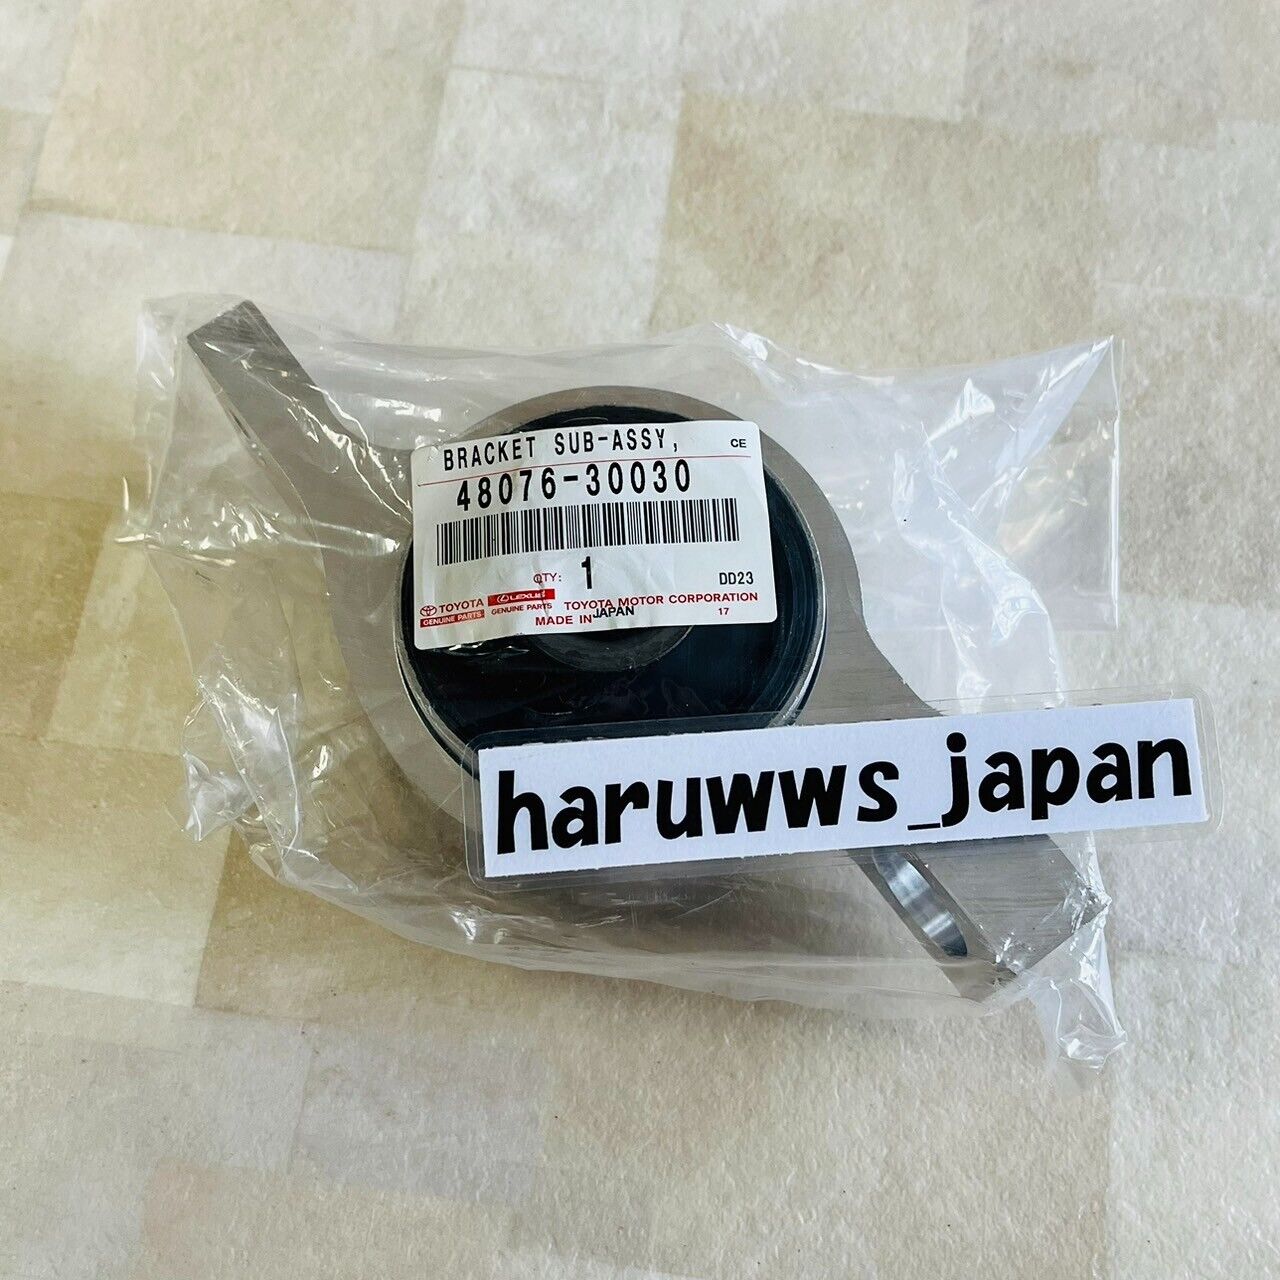 BRACKET SUB-ASSY, CE
48076-30030
QTY: 1 DD23
TOYOTA LEXUS TOYOTA MOTOR CORPORATION
GENUINE PARTS GENUINE PARTS MADE IN JAPAN 17
haruwws_japan